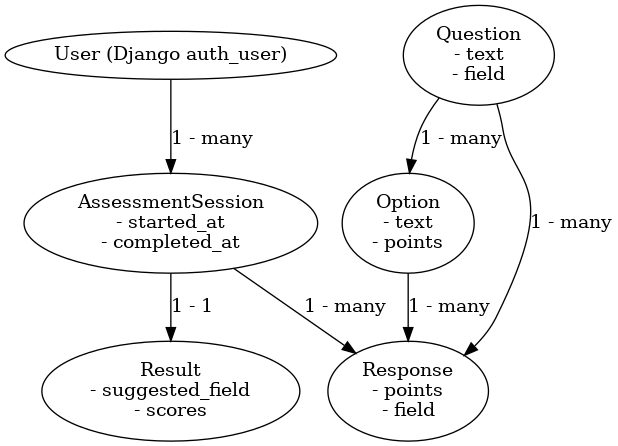 User (Django auth_user)
Question
- text
- field
1 - many
1 - many
AssessmentSession
- started_at
- completed_at
Option
- text
- points
1 - many
1 - 1
1 - many
1 - many
Result
- suggested_field
- scores
Response
- points
- field